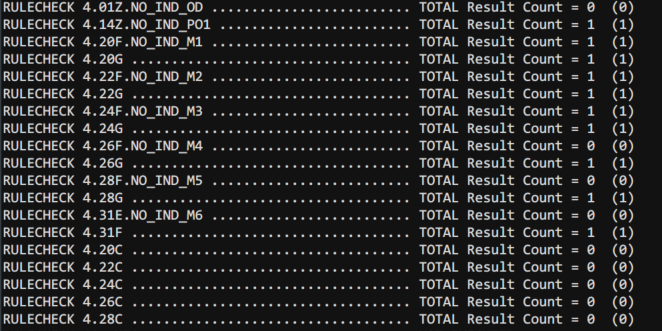 RULECHECK 4.01Z.NO_IND_OD ......................... TOTAL Result Count = 0 (0)
RULECHECK 4.14Z.NO_IND_PO1 ........................ TOTAL Result Count = 1 (1)
RULECHECK 4.20F.NO_IND_M1 ......................... TOTAL Result Count = 1 (1)
RULECHECK 4.20G ................................... TOTAL Result Count = 1 (1)
RULECHECK 4.22F.NO_IND_M2 ......................... TOTAL Result Count = 1 (1)
RULECHECK 4.22G ................................... TOTAL Result Count = 1 (1)
RULECHECK 4.24F.NO_IND_M3 ......................... TOTAL Result Count = 1 (1)
RULECHECK 4.24G ................................... TOTAL Result Count = 1 (1)
RULECHECK 4.26F.NO_IND_M4 ......................... TOTAL Result Count = 0 (0)
RULECHECK 4.26G ................................... TOTAL Result Count = 1 (1)
RULECHECK 4.28F.NO_IND_M5 ......................... TOTAL Result Count = 0 (0)
RULECHECK 4.28G ................................... TOTAL Result Count = 1 (1)
RULECHECK 4.31E.NO_IND_M6 ......................... TOTAL Result Count = 0 (0)
RULECHECK 4.31F ................................... TOTAL Result Count = 1 (1)
RULECHECK 4.20C ................................... TOTAL Result Count = 0 (0)
RULECHECK 4.22C ................................... TOTAL Result Count = 0 (0)
RULECHECK 4.24C ................................... TOTAL Result Count = 0 (0)
RULECHECK 4.26C ................................... TOTAL Result Count = 0 (0)
RULECHECK 4.28C ................................... TOTAL Result Count = 0 (0)